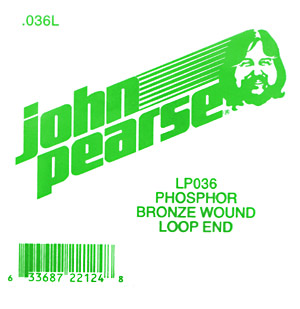 .036L
john
pearse®
LP036
PHOSPHOR
BRONZE WOUND
LOOP END
6 33687 22124 8